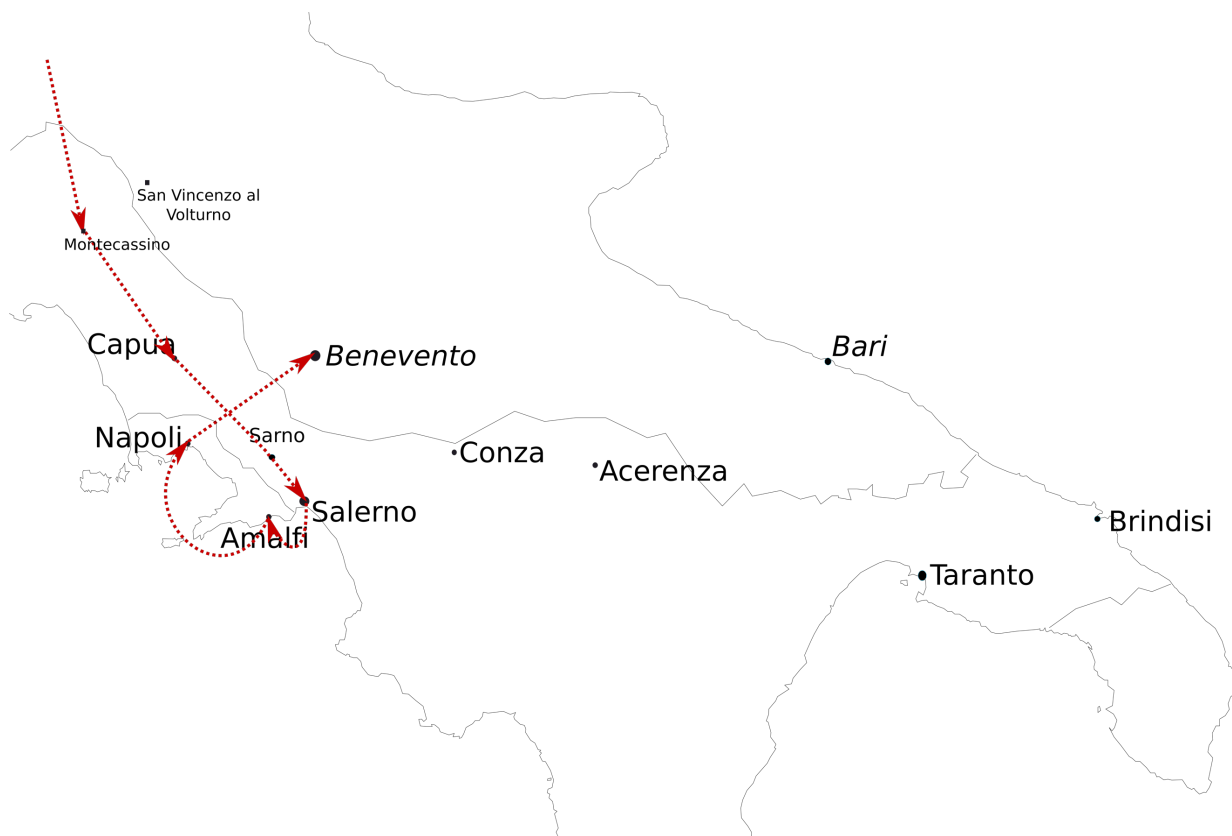 San Vincenzo al
Volturno
Montecassino
Capua
Benevento
Bari
Napoli
Sarno
Conza
Acerenza
Salerno
Amalfi
Brindisi
Taranto